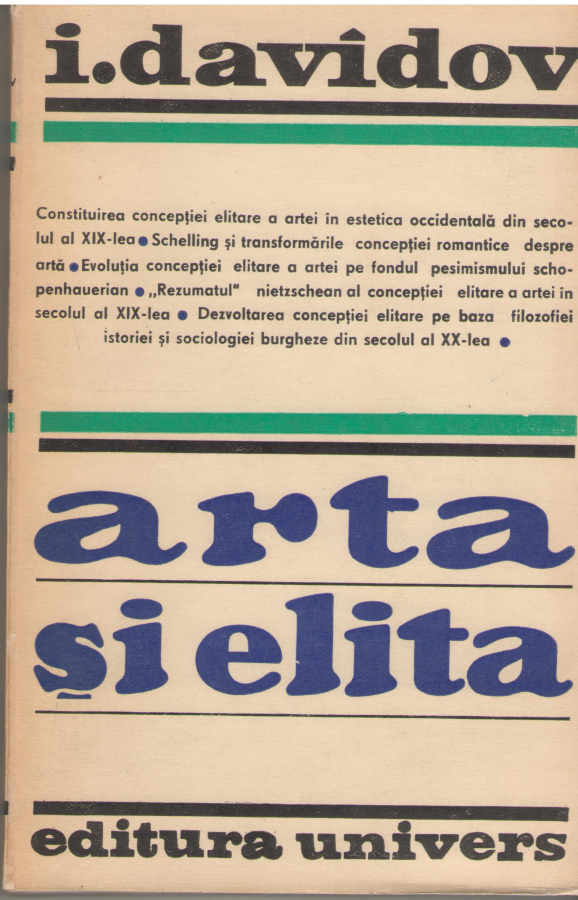 i.davîdov
Constituirea concepției elitare a artei în estetica occidentală din seco-
lul al XIX-lea ● Schelling și transformările concepției romantice despre
artă ● Evoluția concepției elitare a artei pe fondul pesimismului scho-
penhauerian ● „Rezumatul" nietzschean al concepției elitare a artei în
secolul al XIX-lea ● Dezvoltarea concepției elitare pe baza filozofiei
istoriei și sociologiei burgheze din secolul al XX-lea ●
arta
și elita
editura univers